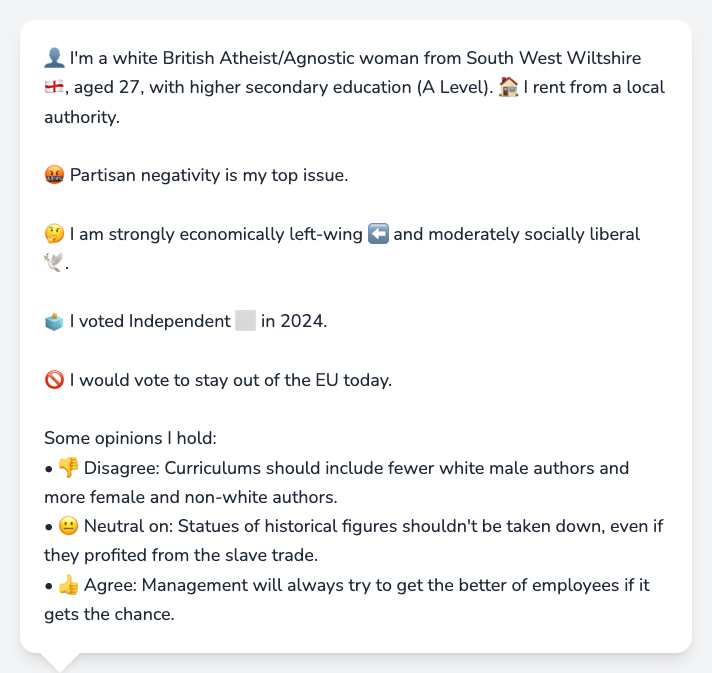 👤 I'm a white British Atheist/Agnostic woman from South West Wiltshire
🏴󠁧󠁢󠁥󠁮󠁧󠁿, aged 27, with higher secondary education (A Level). 🏠 I rent from a local
authority.
🤬 Partisan negativity is my top issue.
🤔 I am strongly economically left-wing ⬅️ and moderately socially liberal
🕊️.
🗳️ I voted Independent ⬜ in 2024.
🚫 I would vote to stay out of the EU today.
Some opinions I hold:
• 👎 Disagree: Curriculums should include fewer white male authors and
more female and non-white authors.
• 😐 Neutral on: Statues of historical figures shouldn't be taken down, even if
they profited from the slave trade.
• 👍 Agree: Management will always try to get the better of employees if it
gets the chance.